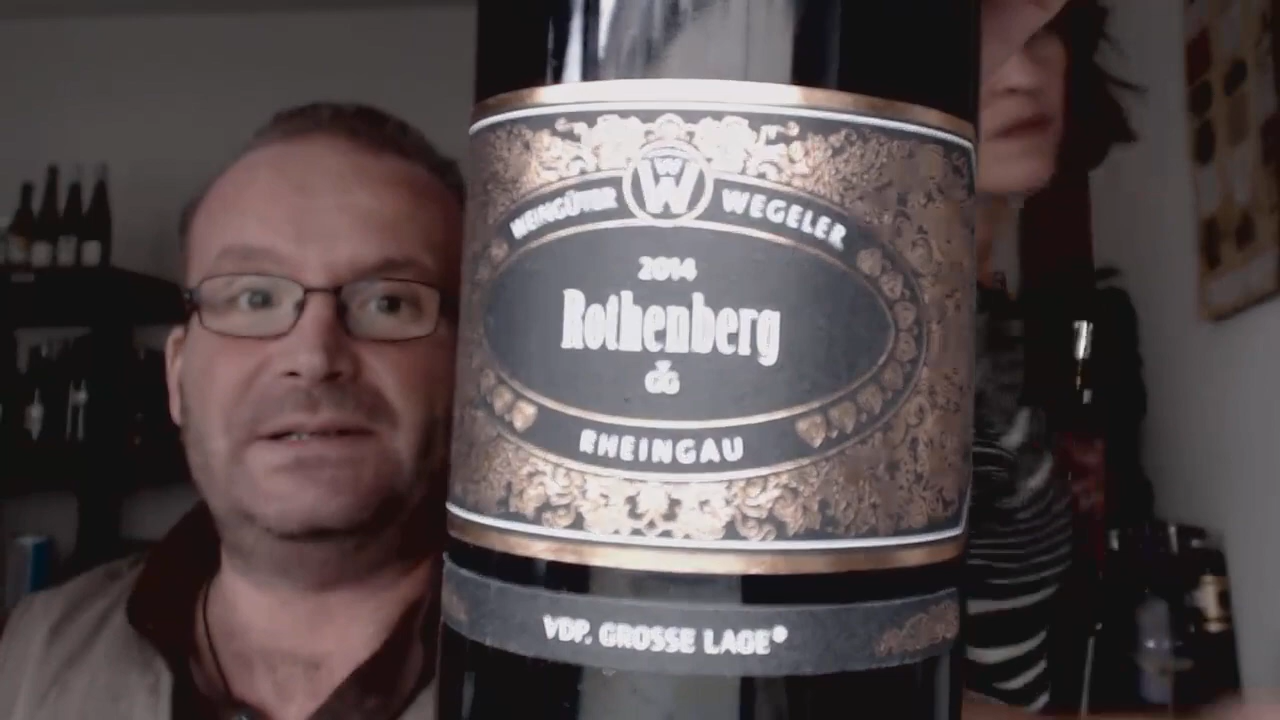 WEINGÜTER W WEGELER
2014
Rothenberg
GG
RHEINGAU
VDP. GROSSE LAGE®